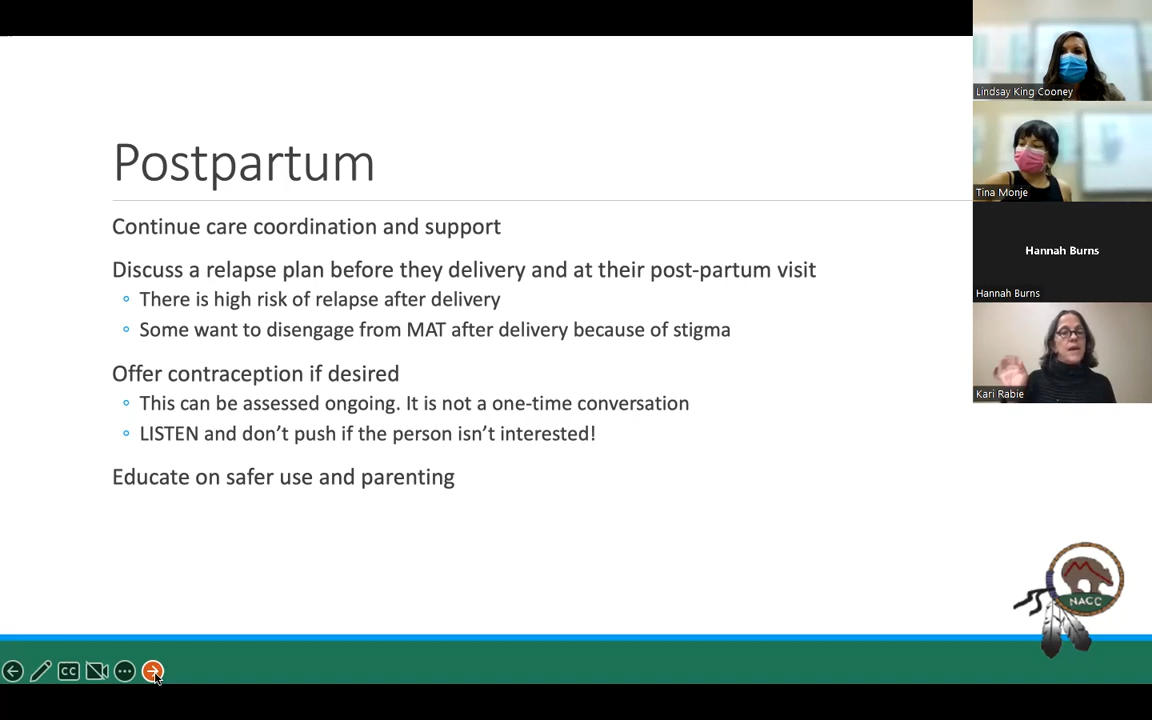 Postpartum
Continue care coordination and support
Discuss a relapse plan before they delivery and at their post-partum visit
There is high risk of relapse after delivery
Some want to disengage from MAT after delivery because of stigma
Offer contraception if desired
This can be assessed ongoing. It is not a one-time conversation
LISTEN and don’t push if the person isn’t interested!
Educate on safer use and parenting
Lindsay King Cooney
Tina Monje
Hannah Burns
Hannah Burns
Kari Rabie
NACC
CC